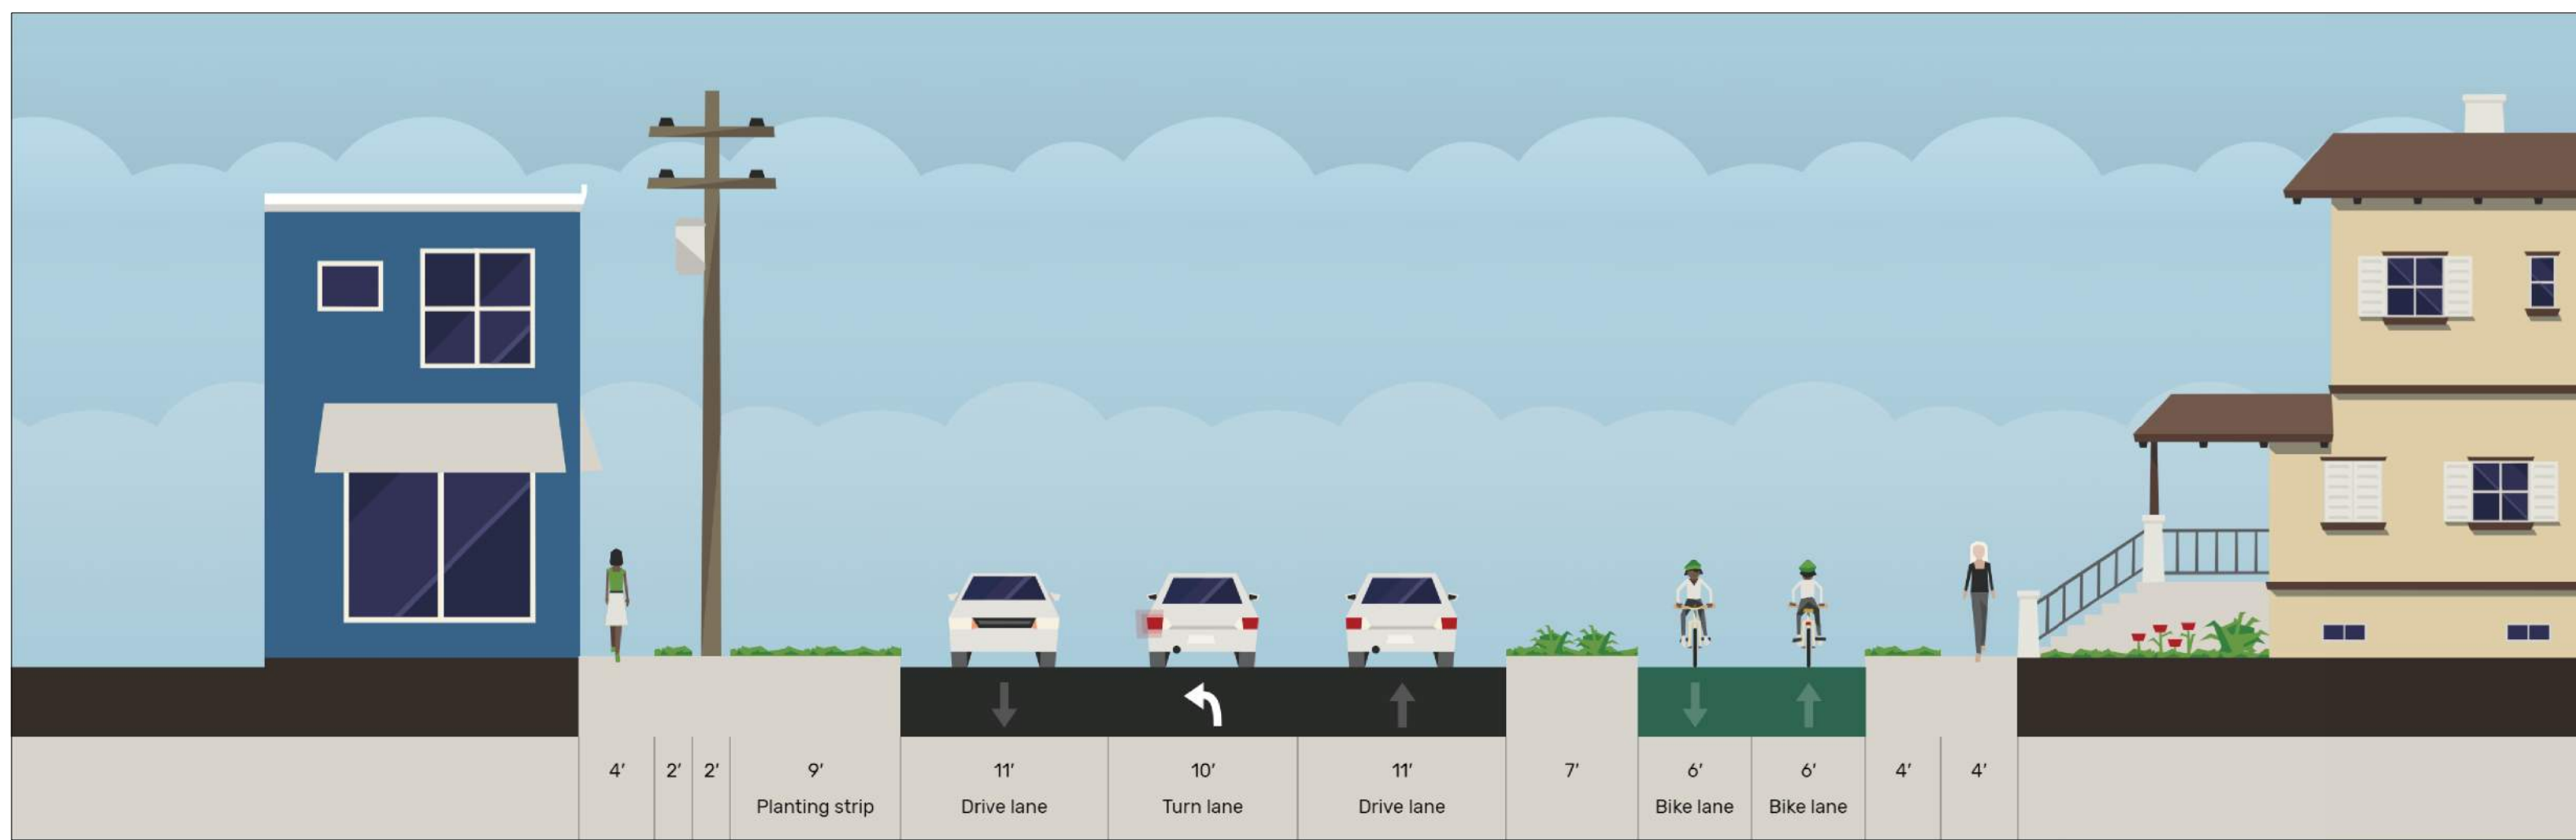 4′ 2′ 2′ 9′ 11′ 10′ 11′ 7′ 6′ 6′ 4′ 4′
Planting strip Drive lane Turn lane Drive lane Bike lane Bike lane